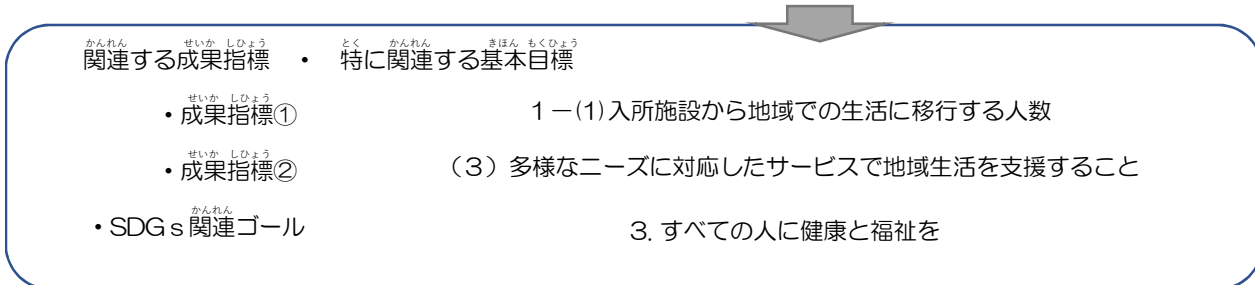 関連する成果指標 ・ 特に関連する基本目標
・成果指標① 1－(1)入所施設から地域での生活に移行する人数
・成果指標② （３）多様なニーズに対応したサービスで地域生活を支援すること
・SDGｓ関連ゴール 3. すべての人に健康と福祉を